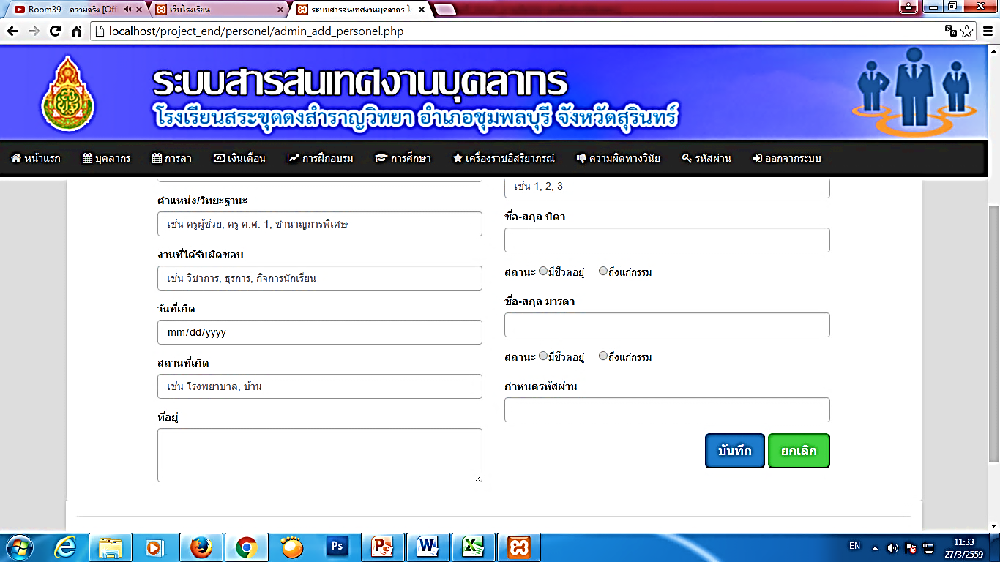 Room39 - ความจริง [Off
เว็บโรงเรียน
ระบบสารสนเทศงานบุคลากร โ
localhost/project_end/personel/admin_add_personel.php
ระบบสารสนเทศงานบุคลากร
โรงเรียนสระขุดดงสำราญวิทยา อำเภอชุมพลบุรี จังหวัดสุรินทร์
หน้าแรก บุคลากร การลา เงินเดือน การฝึกอบรม การศึกษา เครื่องราชอิสริยาภรณ์ ความผิดทางวินัย รหัสผ่าน ออกจากระบบ
ตำแหน่ง/วิทยะฐานะ
เช่น ครูผู้ช่วย, ครู ค.ศ. 1, ชำนาญการพิเศษ
งานที่ได้รับผิดชอบ
เช่น วิชาการ, ธุรการ, กิจการนักเรียน
วันที่เกิด
mm/dd/yyyy
สถานที่เกิด
เช่น โรงพยาบาล, บ้าน
ที่อยู่
เช่น 1, 2, 3
ชื่อ-สกุล บิดา
สถานะ มีชีวตอยู่ ถึงแก่กรรม
ชื่อ-สกุล มารดา
สถานะ มีชีวตอยู่ ถึงแก่กรรม
กำหนดรหัสผ่าน
บันทึก ยกเลิก
Ps
EN
11:33
27/3/2559